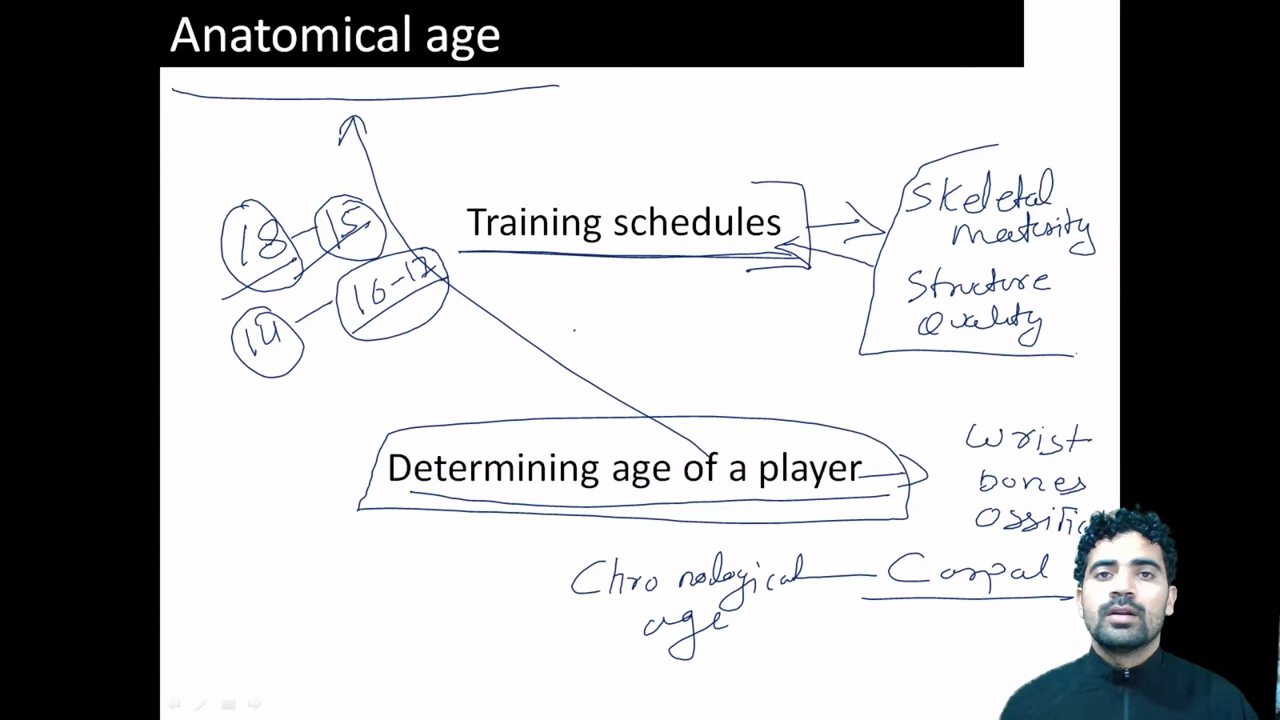 Anatomical age
18 - 15
Training schedules
Skeletal
maturity
16-17
14
Structure
Quality
Determining age of a player
Wrist
bones
Chronological
age
Carpal